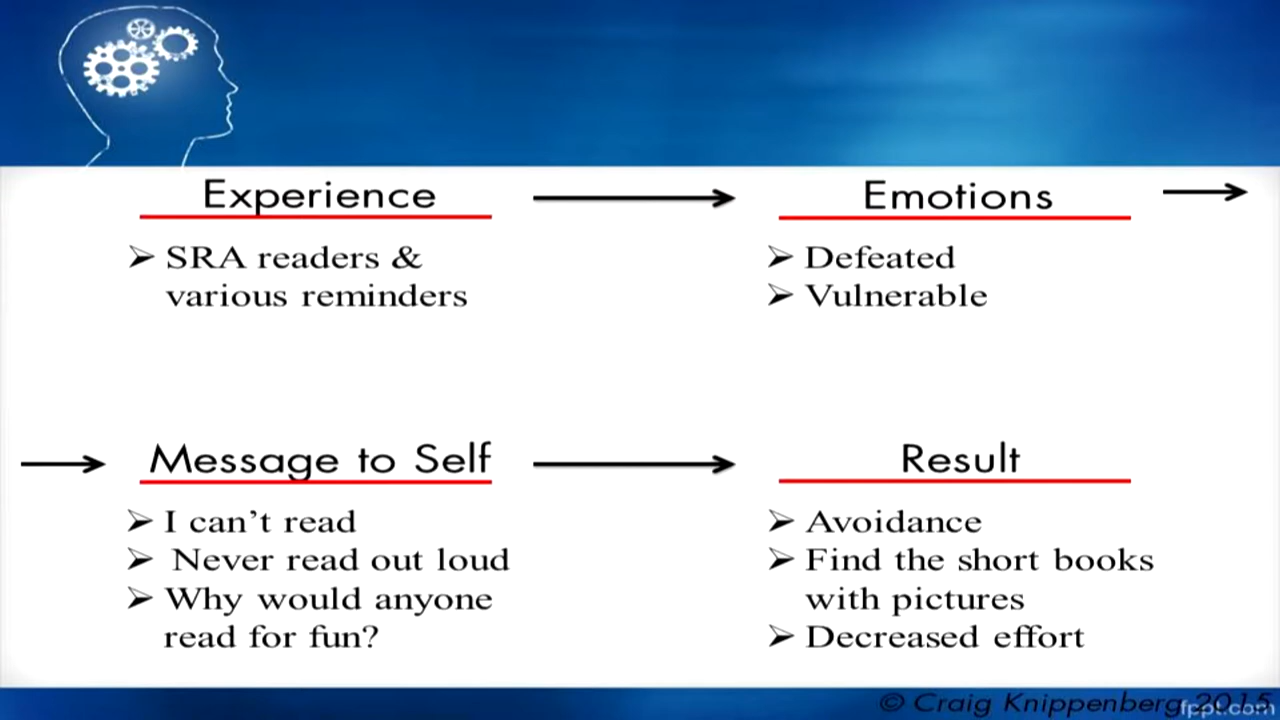 Experience
➢ SRA readers &
various reminders
Emotions
➢ Defeated
➢ Vulnerable
Message to Self
➢ I can’t read
➢ Never read out loud
➢ Why would anyone
read for fun?
Result
➢ Avoidance
➢ Find the short books
with pictures
➢ Decreased effort
© Craig Knippenberg 2015
fppt.com